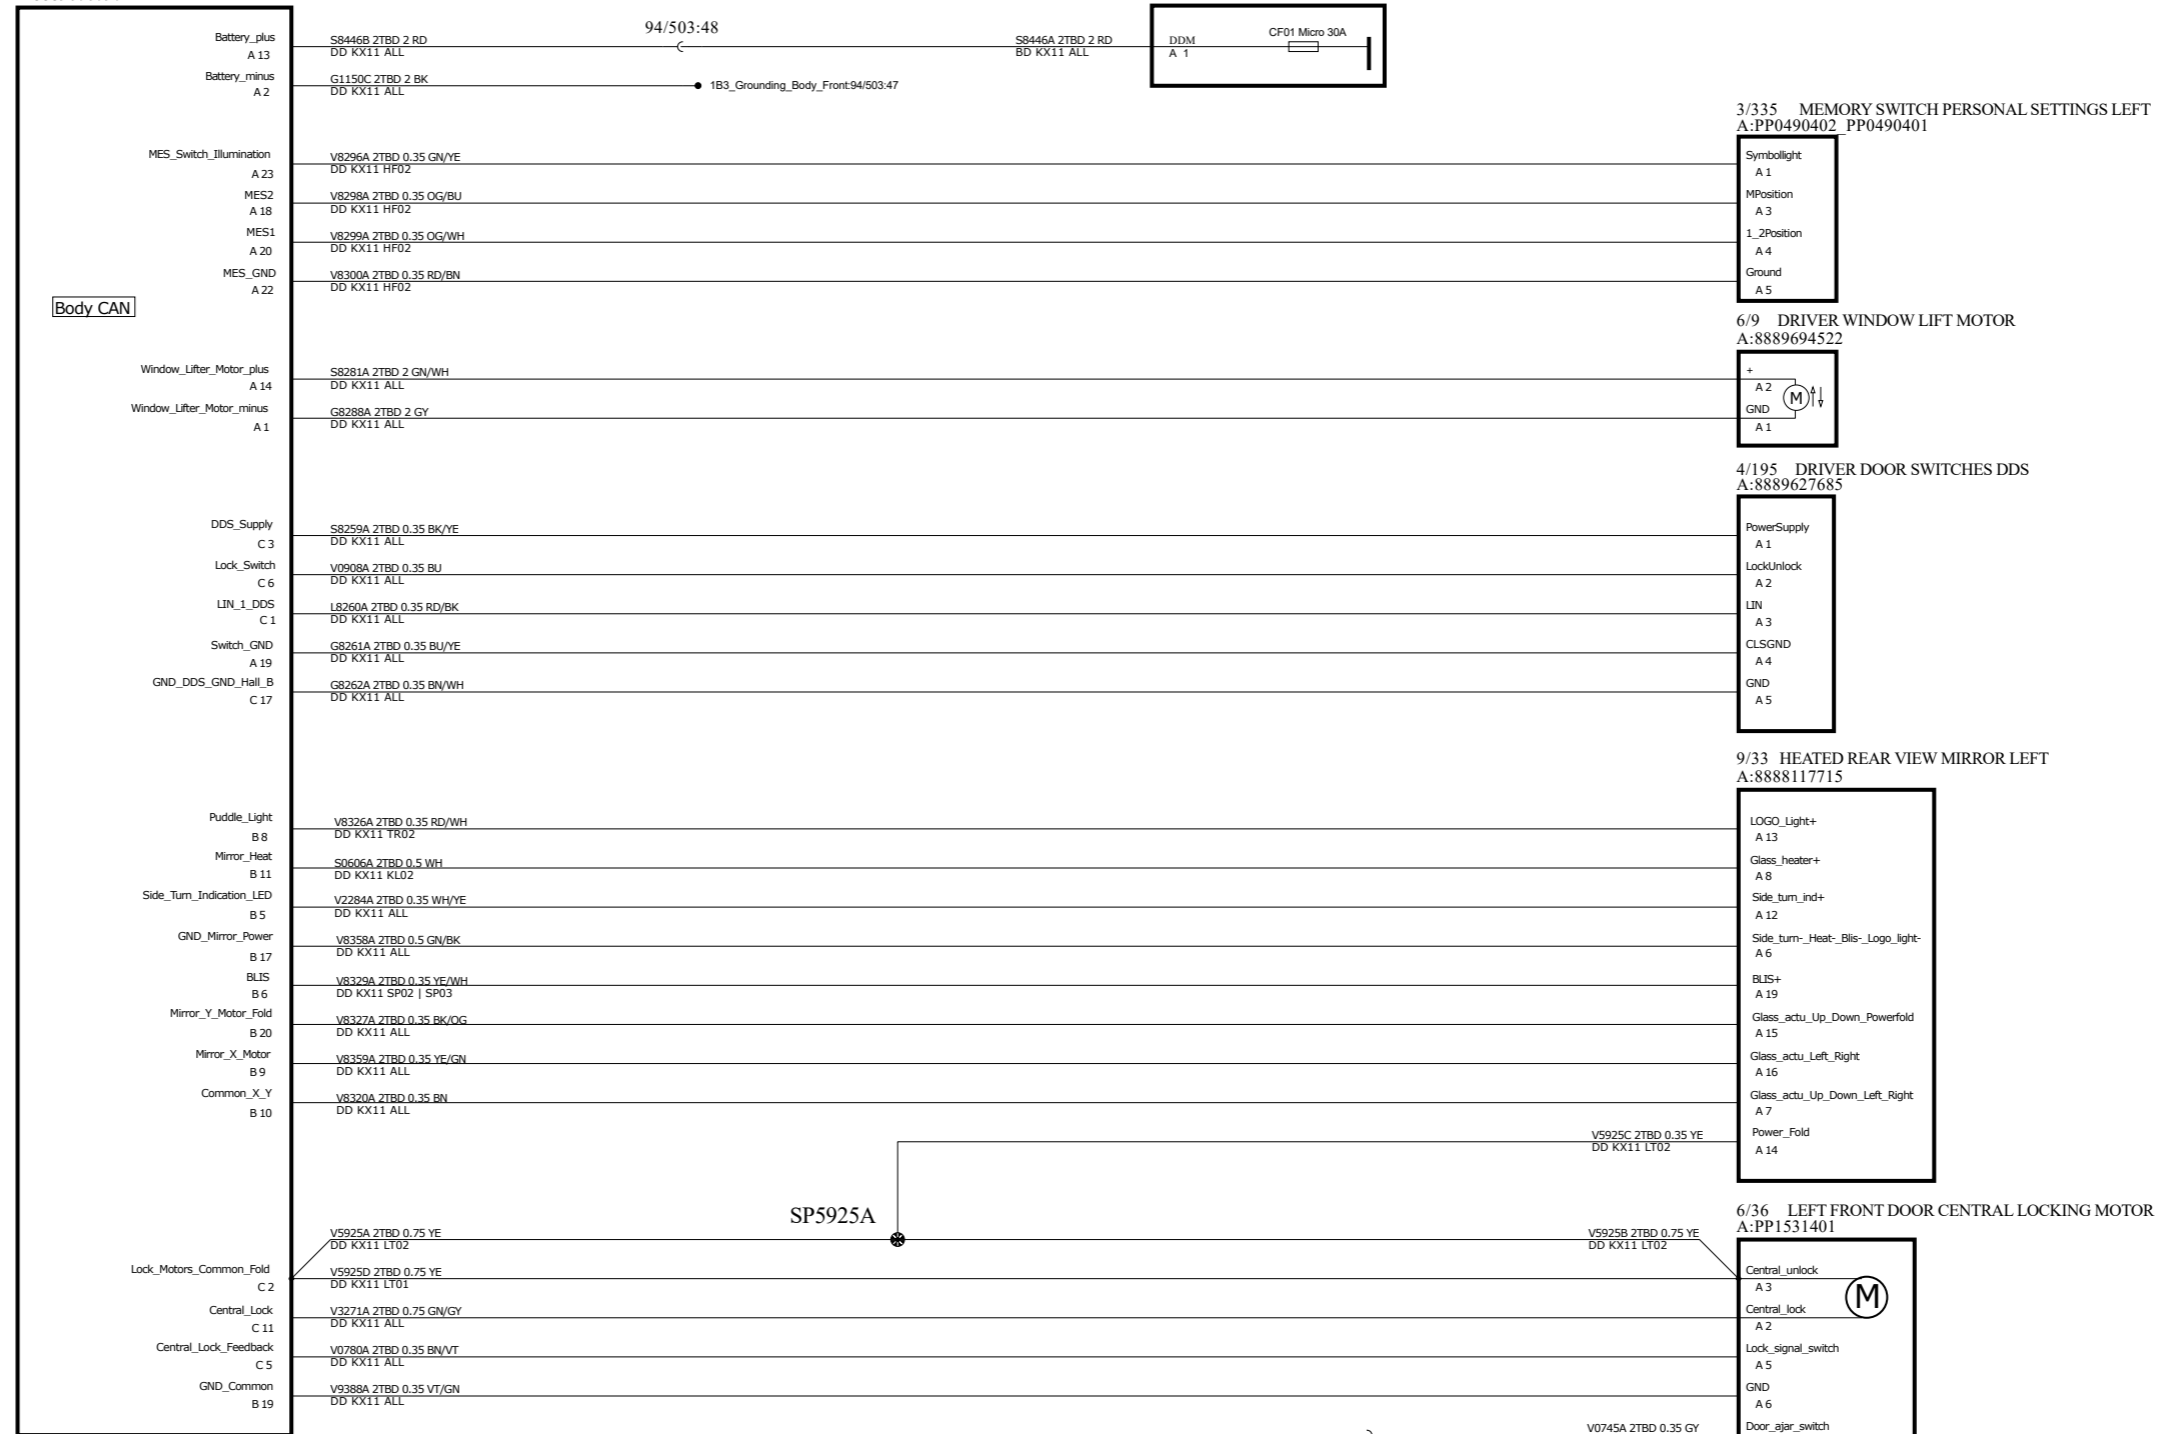 Battery_plus
A 13
S8446B 2TBD 2 RD
DD KX11 ALL
94/503:48
S8446A 2TBD 2 RD
BD KX11 ALL
DDM
A 1
CF01 Micro 30A
Battery_minus
A 2
G1150C 2TBD 2 BK
DD KX11 ALL
1B3_Grounding_Body_Front:94/503:47
3/335 MEMORY SWITCH PERSONAL SETTINGS LEFT
A:PP0490402_PP0490401
MES_Switch_Illumination
A 23
V8296A 2TBD 0.35 GN/YE
DD KX11 HF02
Symbollight
A 1
MES2
A 18
V8298A 2TBD 0.35 OG/BU
DD KX11 HF02
MPosition
A 3
MES1
A 20
V8299A 2TBD 0.35 OG/WH
DD KX11 HF02
1_2Position
A 4
MES_GND
A 22
V8300A 2TBD 0.35 RD/BN
DD KX11 HF02
Ground
A 5
Body CAN
6/9 DRIVER WINDOW LIFT MOTOR
A:8889694522
Window_Lifter_Motor_plus
A 14
S8281A 2TBD 2 GN/WH
DD KX11 ALL
+
A 2
M
Window_Lifter_Motor_minus
A 1
G8288A 2TBD 2 GY
DD KX11 ALL
GND
A 1
4/195 DRIVER DOOR SWITCHES DDS
A:8889627685
DDS_Supply
C 3
S8259A 2TBD 0.35 BK/YE
DD KX11 ALL
PowerSupply
A 1
Lock_Switch
C 6
V0908A 2TBD 0.35 BU
DD KX11 ALL
LockUnlock
A 2
LIN_1_DDS
C 1
L8260A 2TBD 0.35 RD/BK
DD KX11 ALL
LIN
A 3
Switch_GND
A 19
G8261A 2TBD 0.35 BU/YE
DD KX11 ALL
CLSGND
A 4
GND_DDS_GND_Hall_B
C 17
G8262A 2TBD 0.35 BN/WH
DD KX11 ALL
GND
A 5
9/33 HEATED REAR VIEW MIRROR LEFT
A:8888117715
Puddle_Light
B 8
V8326A 2TBD 0.35 RD/WH
DD KX11 TR02
LOGO_Light+
A 13
Mirror_Heat
B 11
S0606A 2TBD 0.5 WH
DD KX11 KL02
Glass_heater+
A 8
Side_Turn_Indication_LED
B 5
V2284A 2TBD 0.35 WH/YE
DD KX11 ALL
Side_turn_ind+
A 12
GND_Mirror_Power
B 17
V8358A 2TBD 0.5 GN/BK
DD KX11 ALL
Side_turn-_Heat-_Blis-_Logo_light-
A 6
BLIS
B 6
V8329A 2TBD 0.35 YE/WH
DD KX11 SP02 | SP03
BLIS+
A 19
Mirror_Y_Motor_Fold
B 20
V8327A 2TBD 0.35 BK/OG
DD KX11 ALL
Glass_actu_Up_Down_Powerfold
A 15
Mirror_X_Motor
B 9
V8359A 2TBD 0.35 YE/GN
DD KX11 ALL
Glass_actu_Left_Right
A 16
Common_X_Y
B 10
V8320A 2TBD 0.35 BN
DD KX11 ALL
Glass_actu_Up_Down_Left_Right
A 7
V5925C 2TBD 0.35 YE
DD KX11 LT02
Power_Fold
A 14
SP5925A
6/36 LEFT FRONT DOOR CENTRAL LOCKING MOTOR
A:PP1531401
V5925A 2TBD 0.75 YE
DD KX11 LT02
V5925B 2TBD 0.75 YE
DD KX11 LT02
Lock_Motors_Common_Fold
C 2
V5925D 2TBD 0.75 YE
DD KX11 LT01
Central_unlock
A 3
M
Central_Lock
C 11
V3271A 2TBD 0.75 GN/GY
DD KX11 ALL
Central_lock
A 2
Central_Lock_Feedback
C 5
V0780A 2TBD 0.35 BN/VT
DD KX11 ALL
Lock_signal_switch
A 5
GND_Common
B 19
V9388A 2TBD 0.35 VT/GN
DD KX11 ALL
GND
A 6
V0745A 2TBD 0.35 GY
Door_ajar_switch